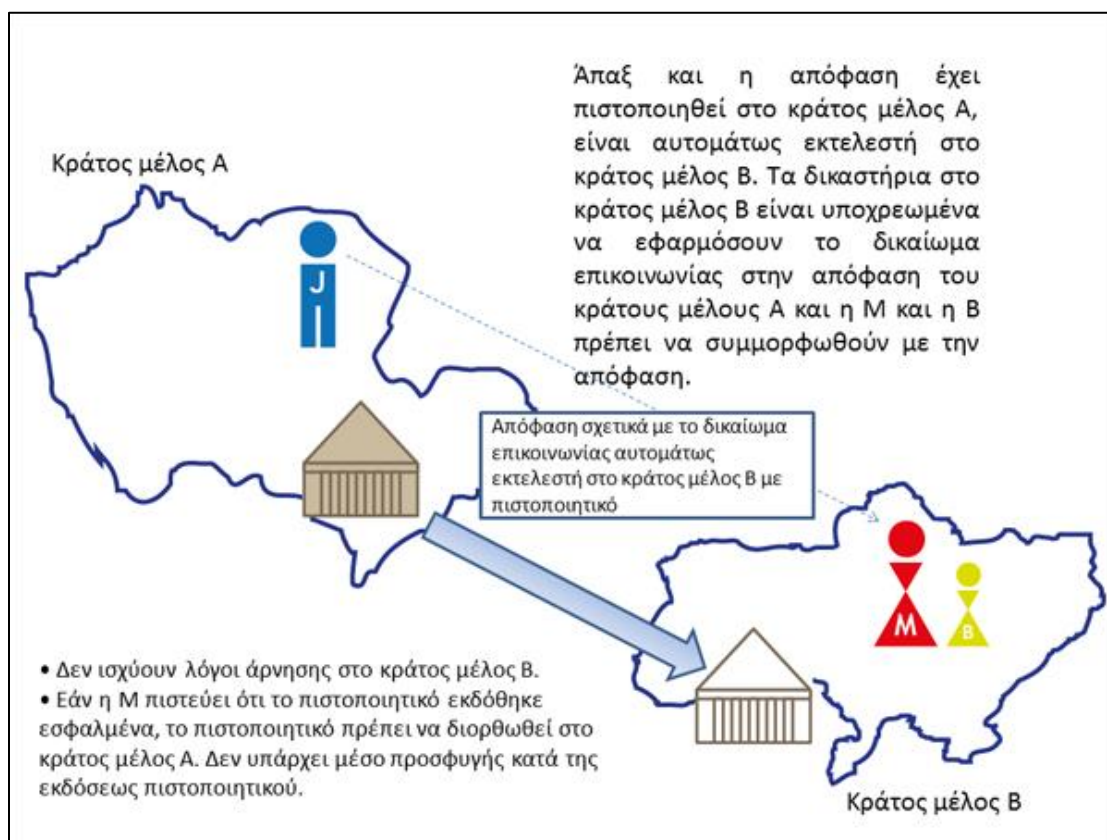 Άπαξ και η απόφαση έχει
πιστοποιηθεί στο κράτος μέλος Α,
είναι αυτομάτως εκτελεστή στο
κράτος μέλος Β. Τα δικαστήρια στο
κράτος μέλος Β είναι υποχρεωμένα
να εφαρμόσουν το δικαίωμα
επικοινωνίας στην απόφαση του
κράτους μέλους Α και η Μ και η Β
πρέπει να συμμορφωθούν με την
απόφαση.
Κράτος μέλος Α
J
Απόφαση σχετικά με το δικαίωμα
επικοινωνίας αυτομάτως
εκτελεστή στο κράτος μέλος Β με
πιστοποιητικό
M
B
• Δεν ισχύουν λόγοι άρνησης στο κράτος μέλος Β.
• Εάν η Μ πιστεύει ότι το πιστοποιητικό εκδόθηκε
εσφαλμένα, το πιστοποιητικό πρέπει να διορθωθεί στο
κράτος μέλος Α. Δεν υπάρχει μέσο προσφυγής κατά της
εκδόσεως πιστοποιητικού.
Κράτος μέλος Β